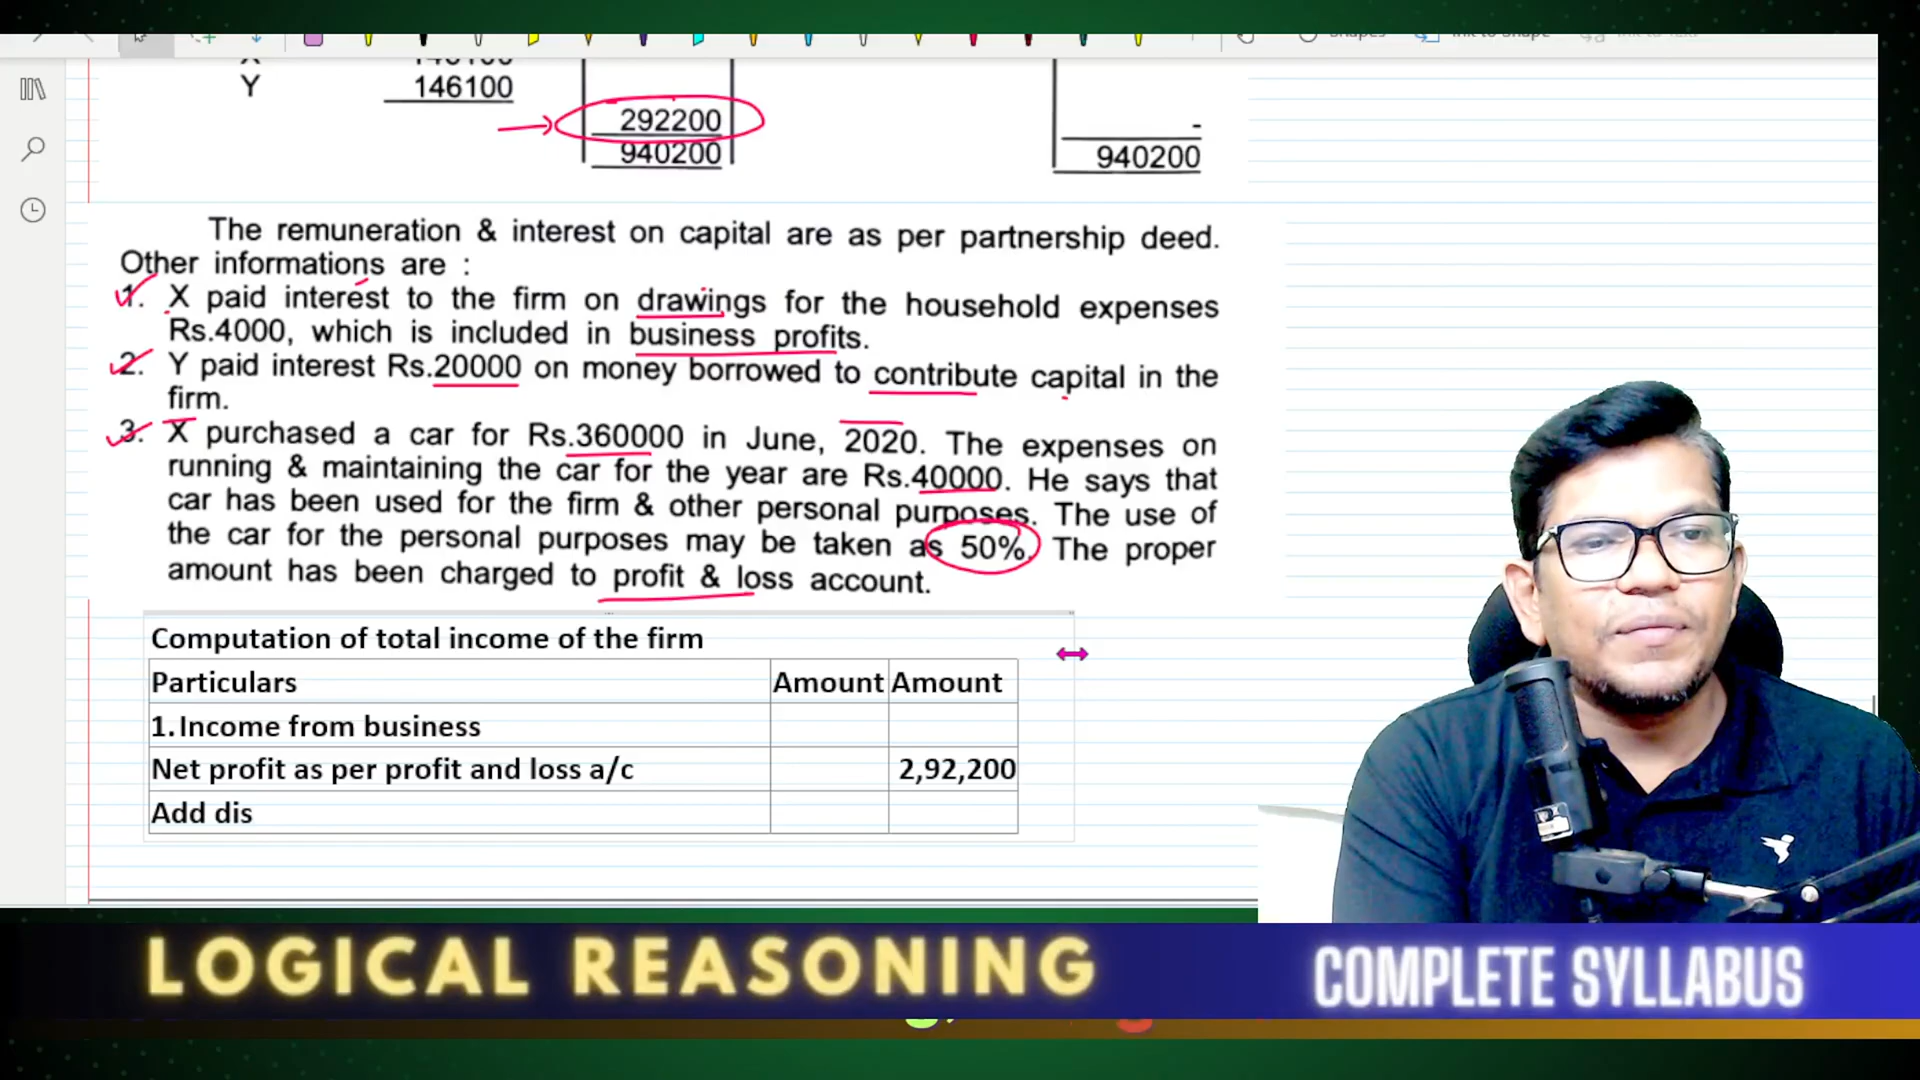 Y 146100
292200
940200
-
940200
The remuneration & interest on capital are as per partnership deed.
Other informations are :
1. X paid interest to the firm on drawings for the household expenses
Rs.4000, which is included in business profits.
2. Y paid interest Rs.20000 on money borrowed to contribute capital in the
firm.
3. X purchased a car for Rs.360000 in June, 2020. The expenses on
running & maintaining the car for the year are Rs.40000. He says that
car has been used for the firm & other personal purposes. The use of
the car for the personal purposes may be taken as 50%. The proper
amount has been charged to profit & loss account.
Computation of total income of the firm
Particulars Amount Amount
1. Income from business
Net profit as per profit and loss a/c 2,92,200
Add dis
LOGICAL REASONING
COMPLETE SYLLABUS